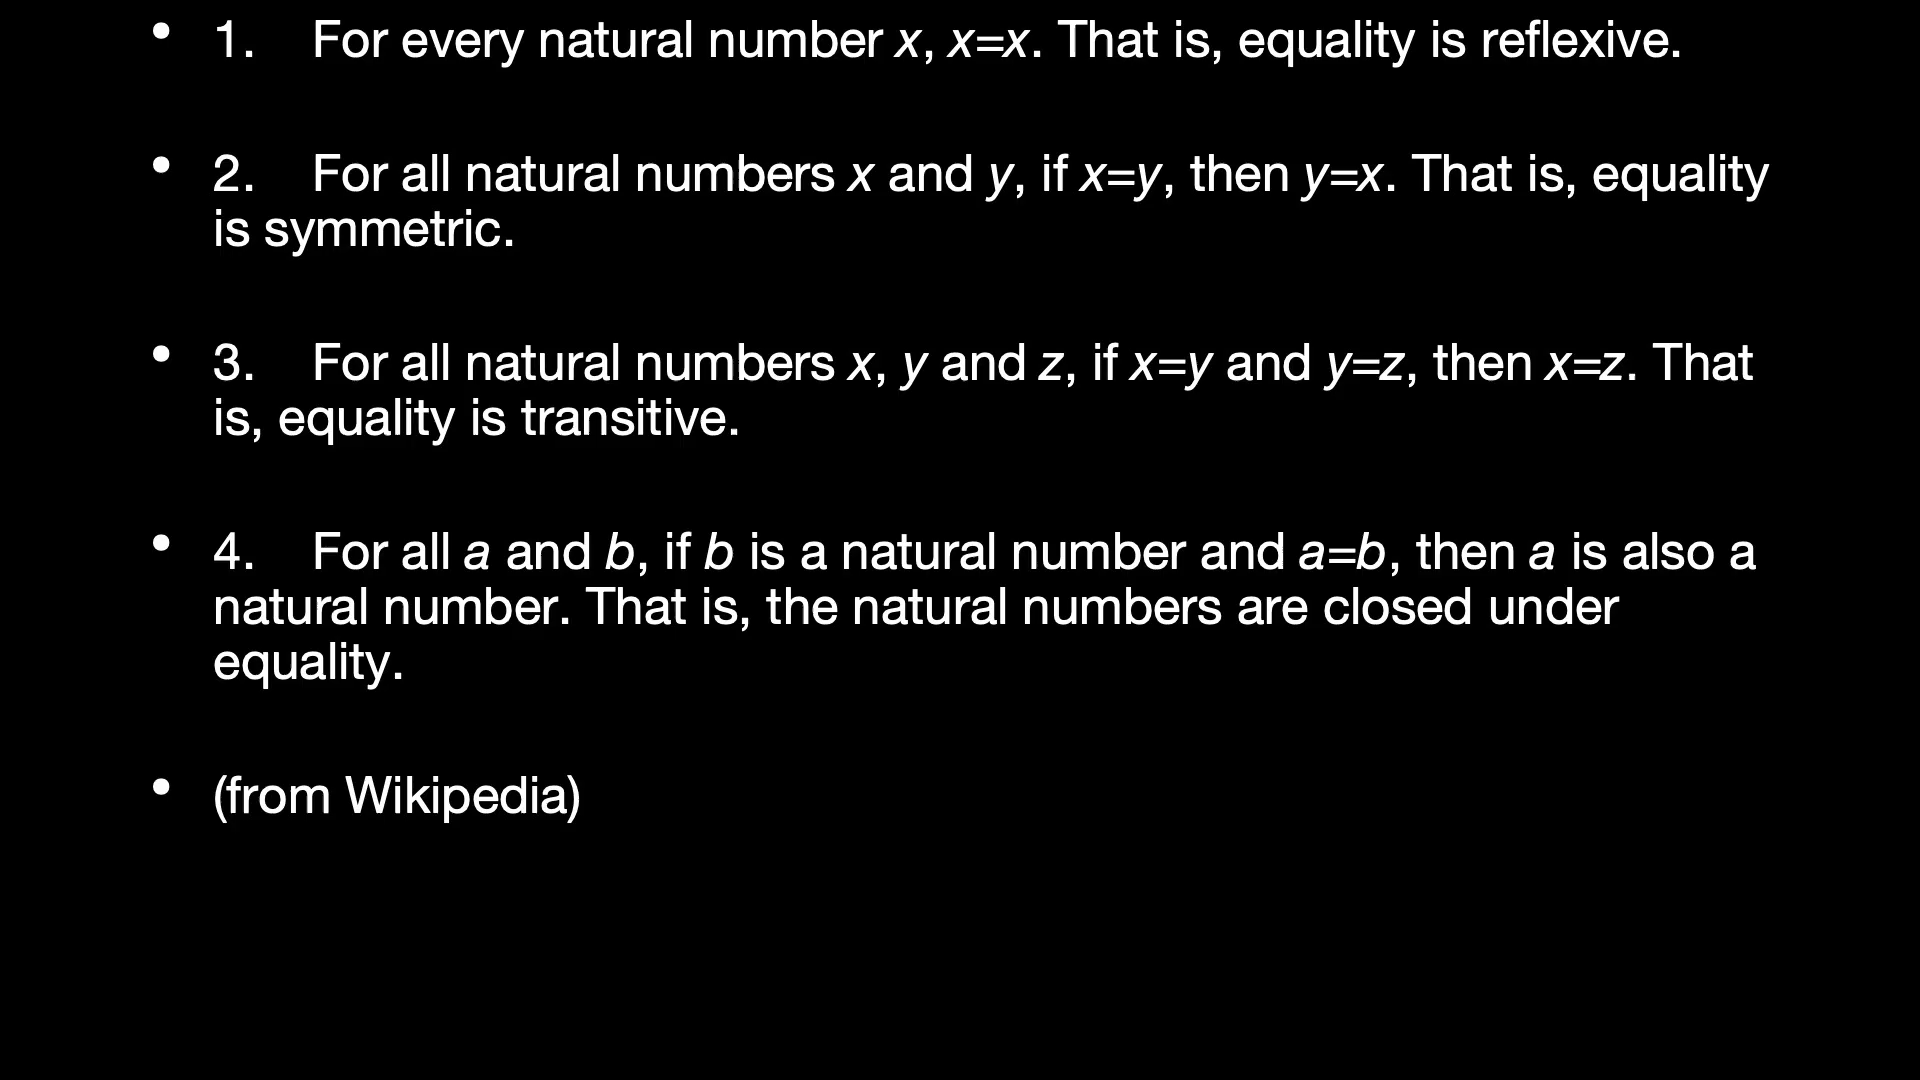 • 1. For every natural number x, x=x. That is, equality is reflexive.
• 2. For all natural numbers x and y, if x=y, then y=x. That is, equality
is symmetric.
• 3. For all natural numbers x, y and z, if x=y and y=z, then x=z. That
is, equality is transitive.
• 4. For all a and b, if b is a natural number and a=b, then a is also a
natural number. That is, the natural numbers are closed under
equality.
• (from Wikipedia)